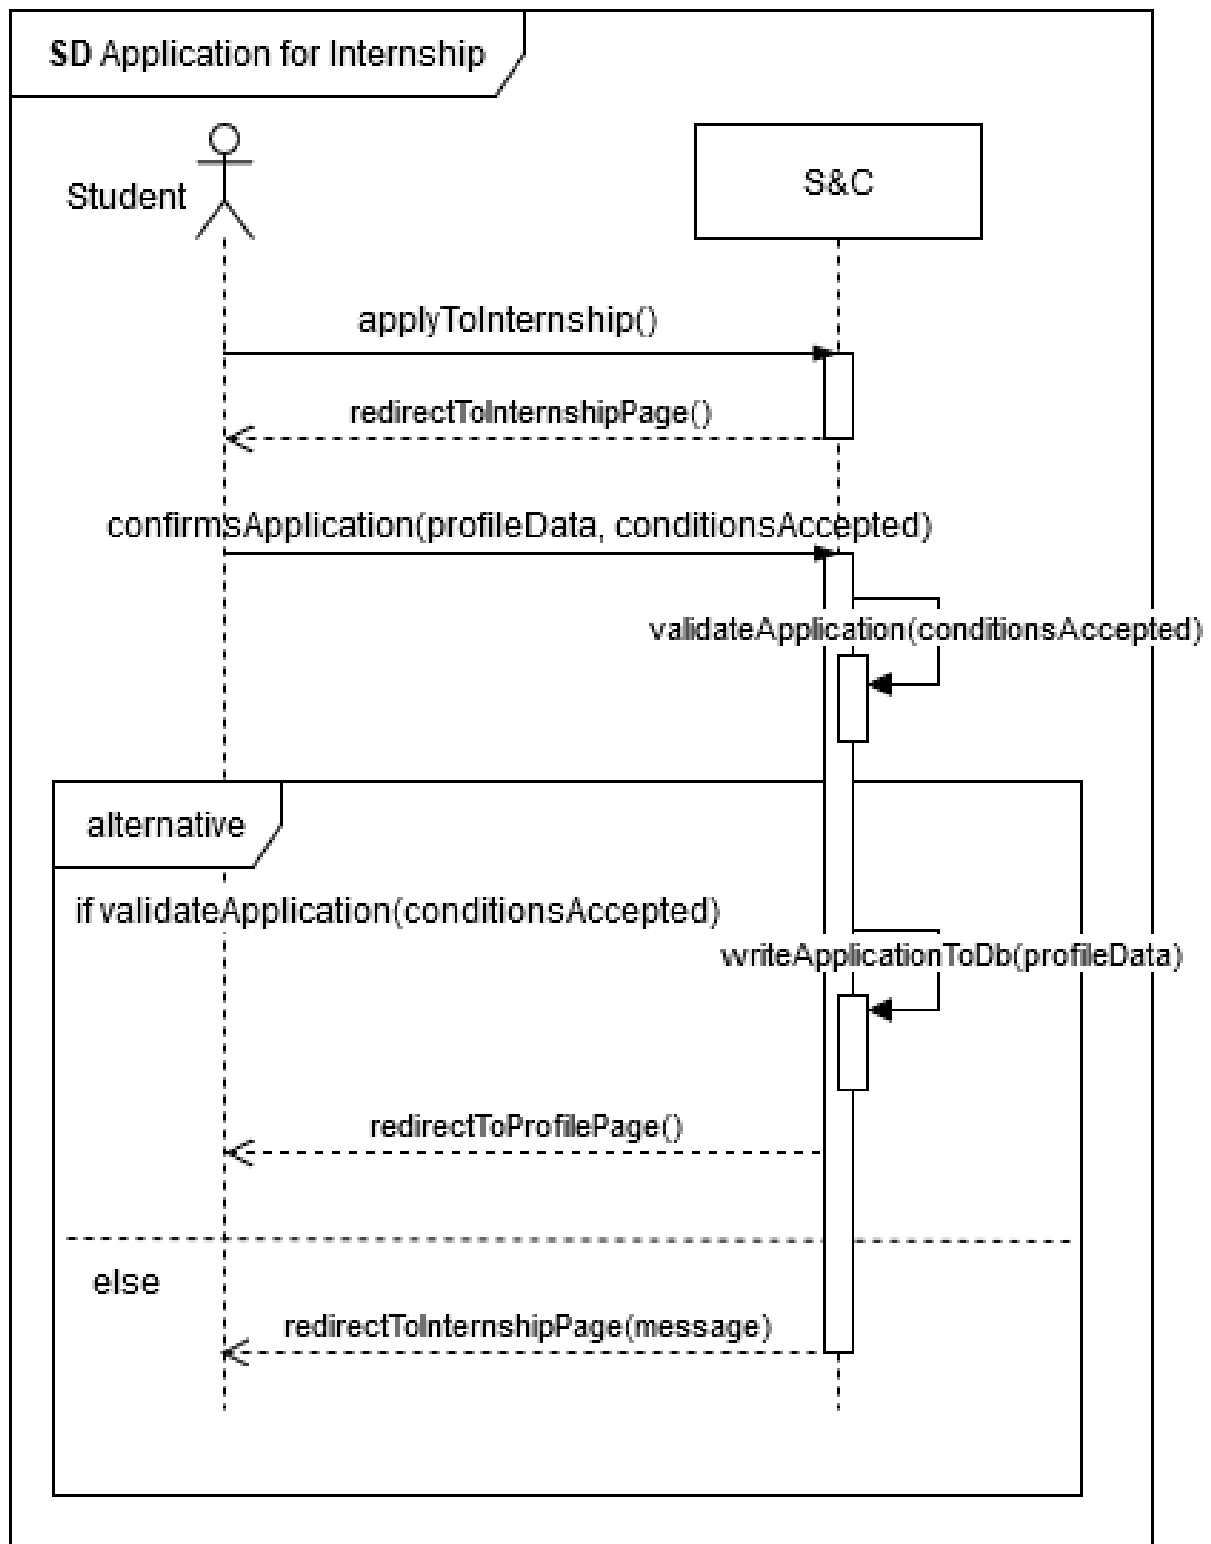 SD Application for Internship
Student
S&C
applyToInternship()
redirectToInternshipPage()
confirmsApplication(profileData, conditionsAccepted)
validateApplication(conditionsAccepted)
alternative
if validateApplication(conditionsAccepted)
writeApplicationToDb(profileData)
redirectToProfilePage()
else
redirectToInternshipPage(message)